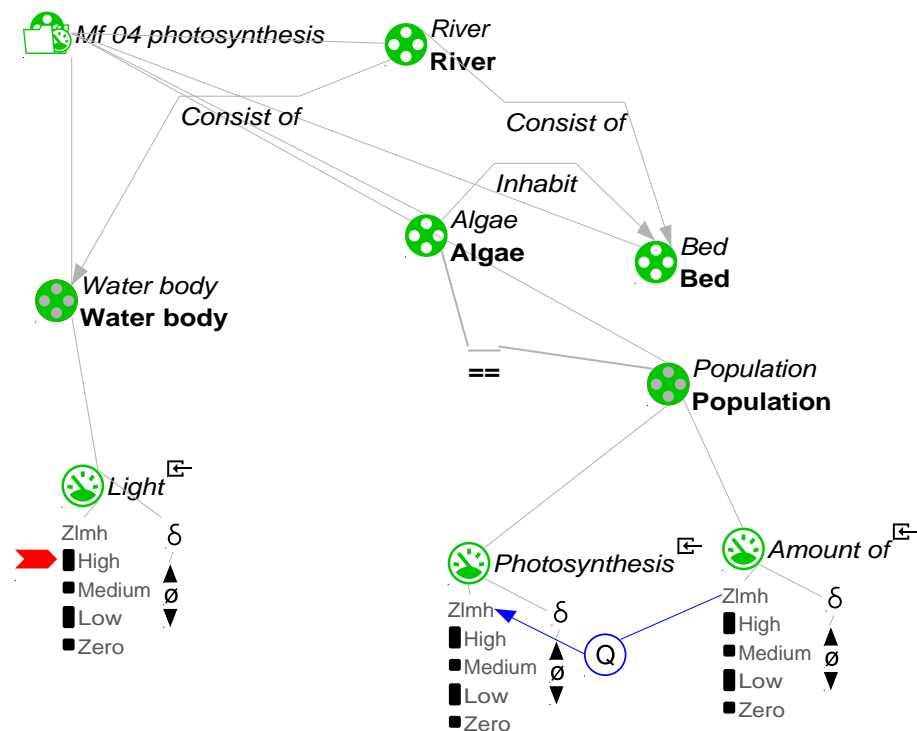 Mf 04 photosynthesis
River
River
Consist of
Consist of
Inhabit
Algae
Algae
Bed
Bed
Water body
Water body
==
Population
Population
Light
Zlmh
δ
High
Medium
ø
Low
Zero
Photosynthesis
Zlmh
δ
High
Medium
ø
Low
Zero
Q
Amount of
Zlmh
δ
High
Medium
ø
Low
Zero